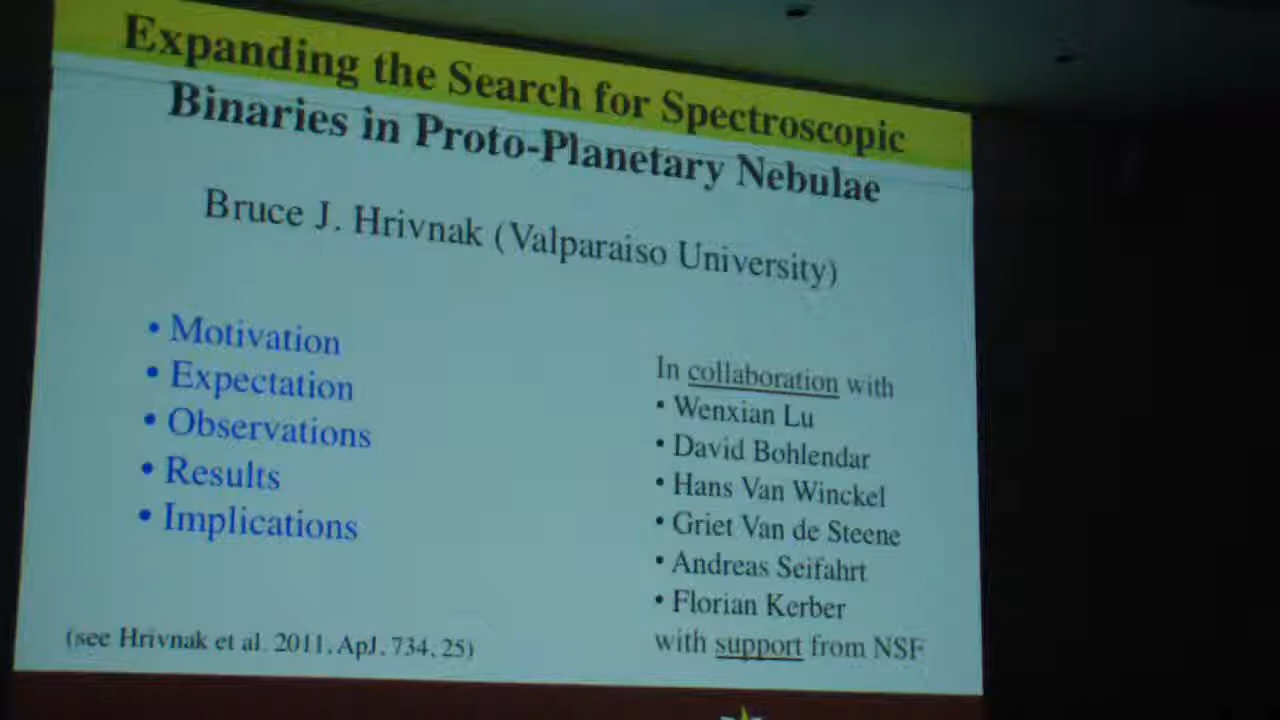 Expanding the Search for Spectroscopic
Binaries in Proto-Planetary Nebulae
Bruce J. Hrivnak (Valparaiso University)
• Motivation
• Expectation
• Observations
• Results
• Implications
(see Hrivnak et al. 2011, ApJ, 734, 25)
In collaboration with
• Wenxian Lu
• David Bohlendar
• Hans Van Winckel
• Griet Van de Steene
• Andreas Seifahrt
• Florian Kerber
with support from NSF